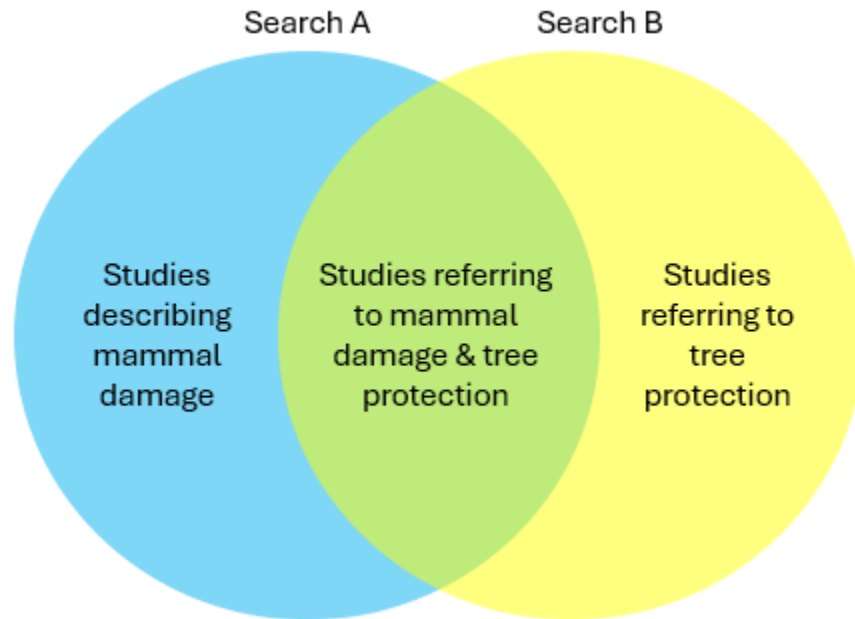 Search A
Search B
Studies
describing
mammal
damage
Studies referring
to mammal
damage & tree
protection
Studies
referring to
tree
protection